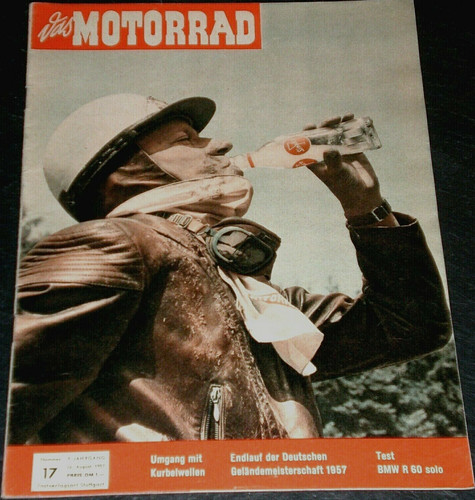 Das MOTORRAD
17
Umgang mit
Kurbelwellen
Endlauf der Deutschen
Geländemeisterschaft 1957
Test
BMW R 60 solo